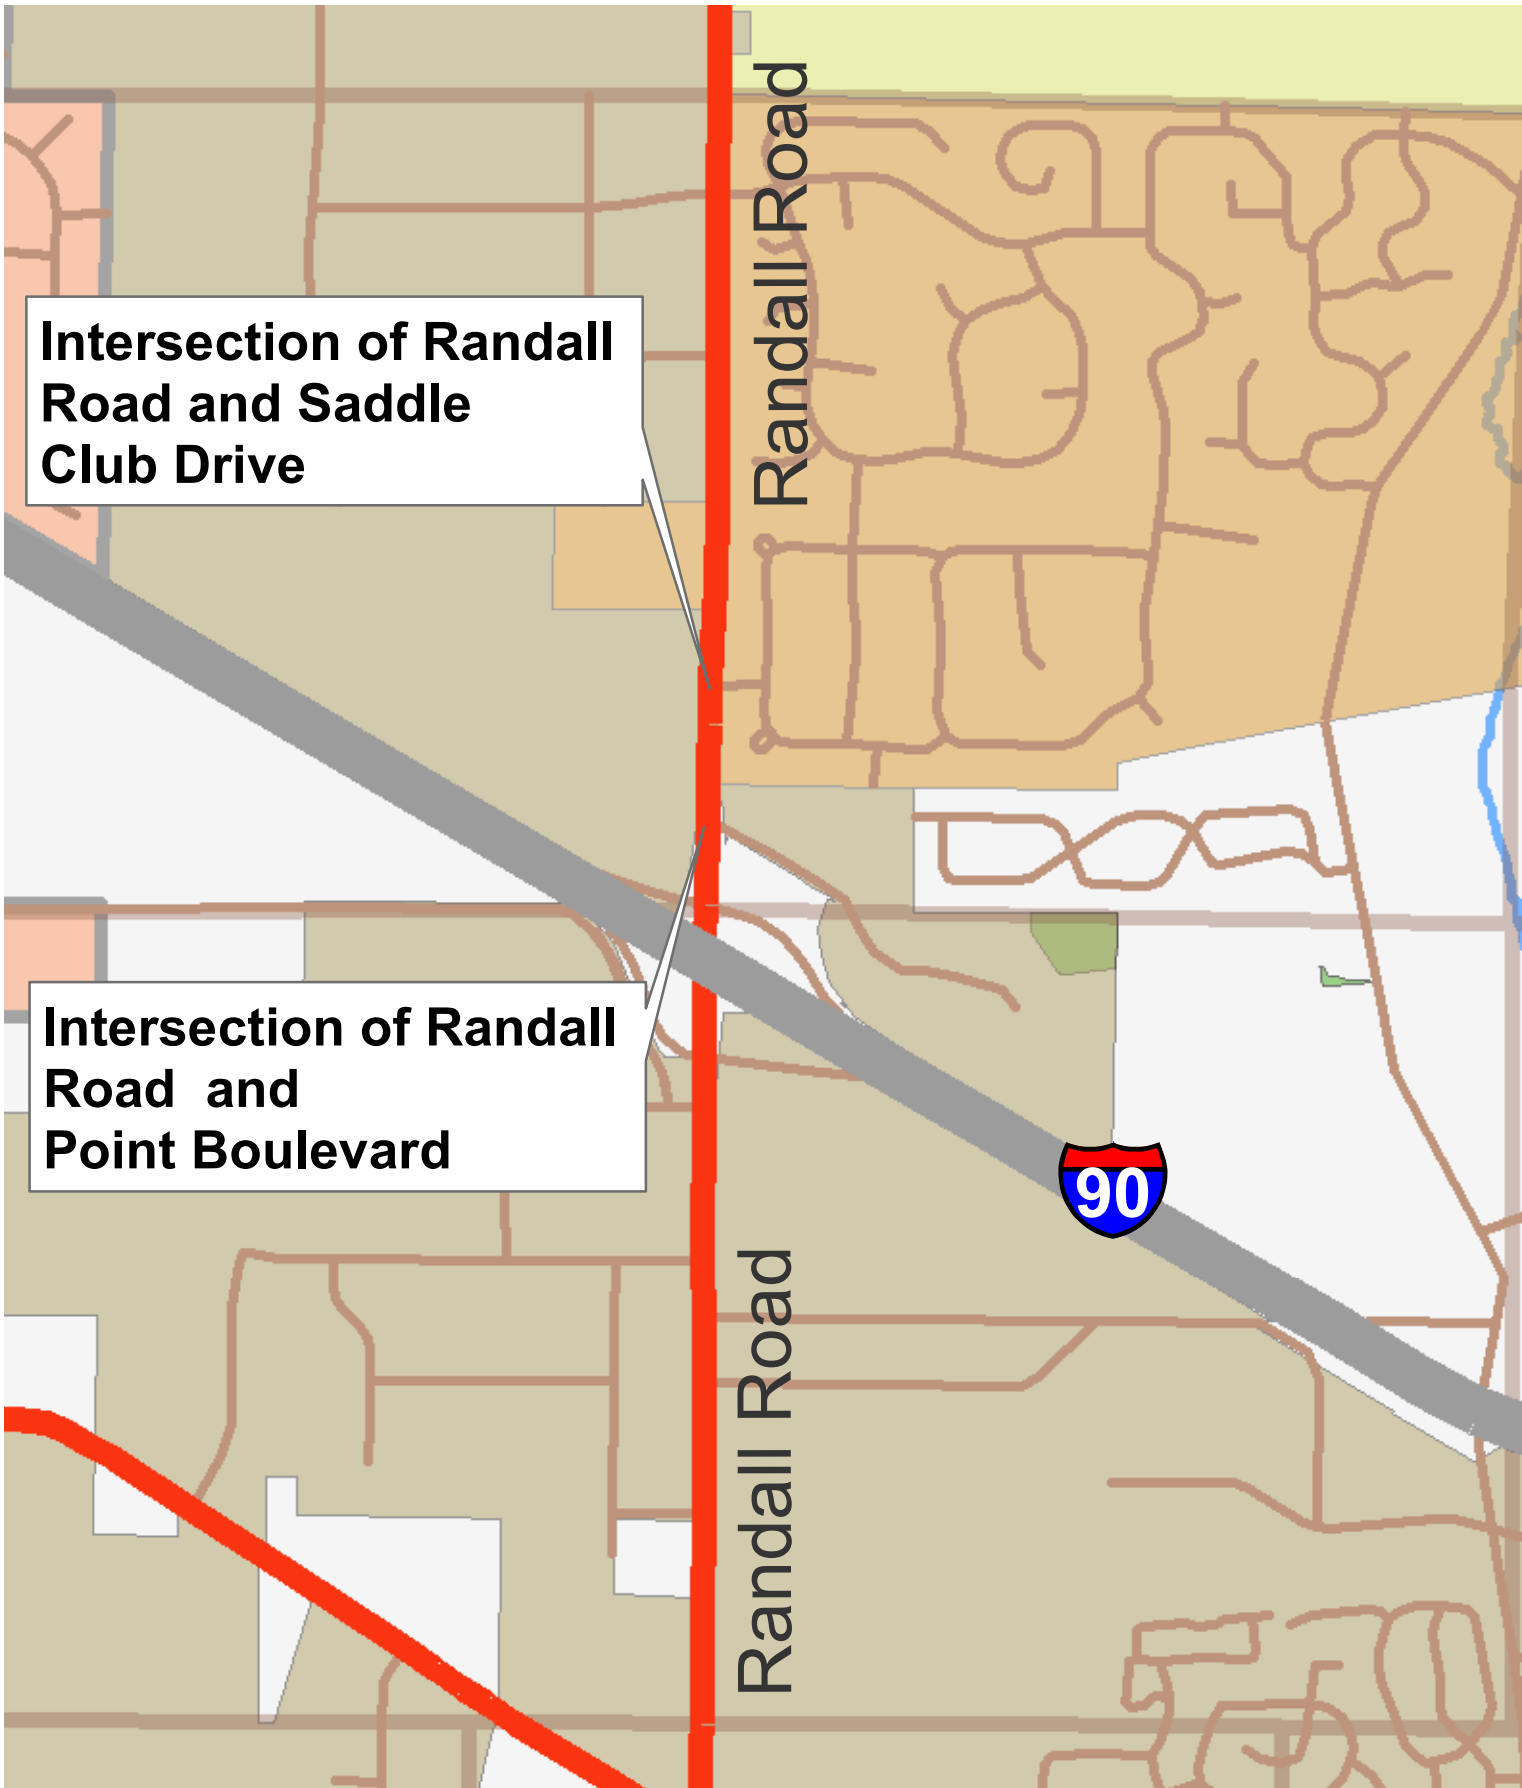 Randall Road
Intersection of Randall
Road and Saddle
Club Drive
Intersection of Randall
Road  and
Point Boulevard
90
Randall Road